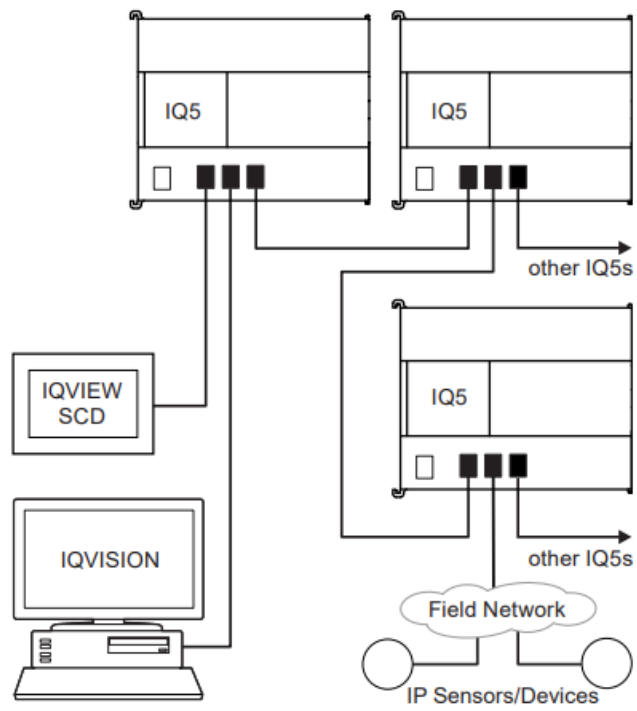 IQ5
IQ5
other IQ5s
IQVIEW
SCD
IQ5
IQVISION
other IQ5s
Field Network
IP Sensors/Devices